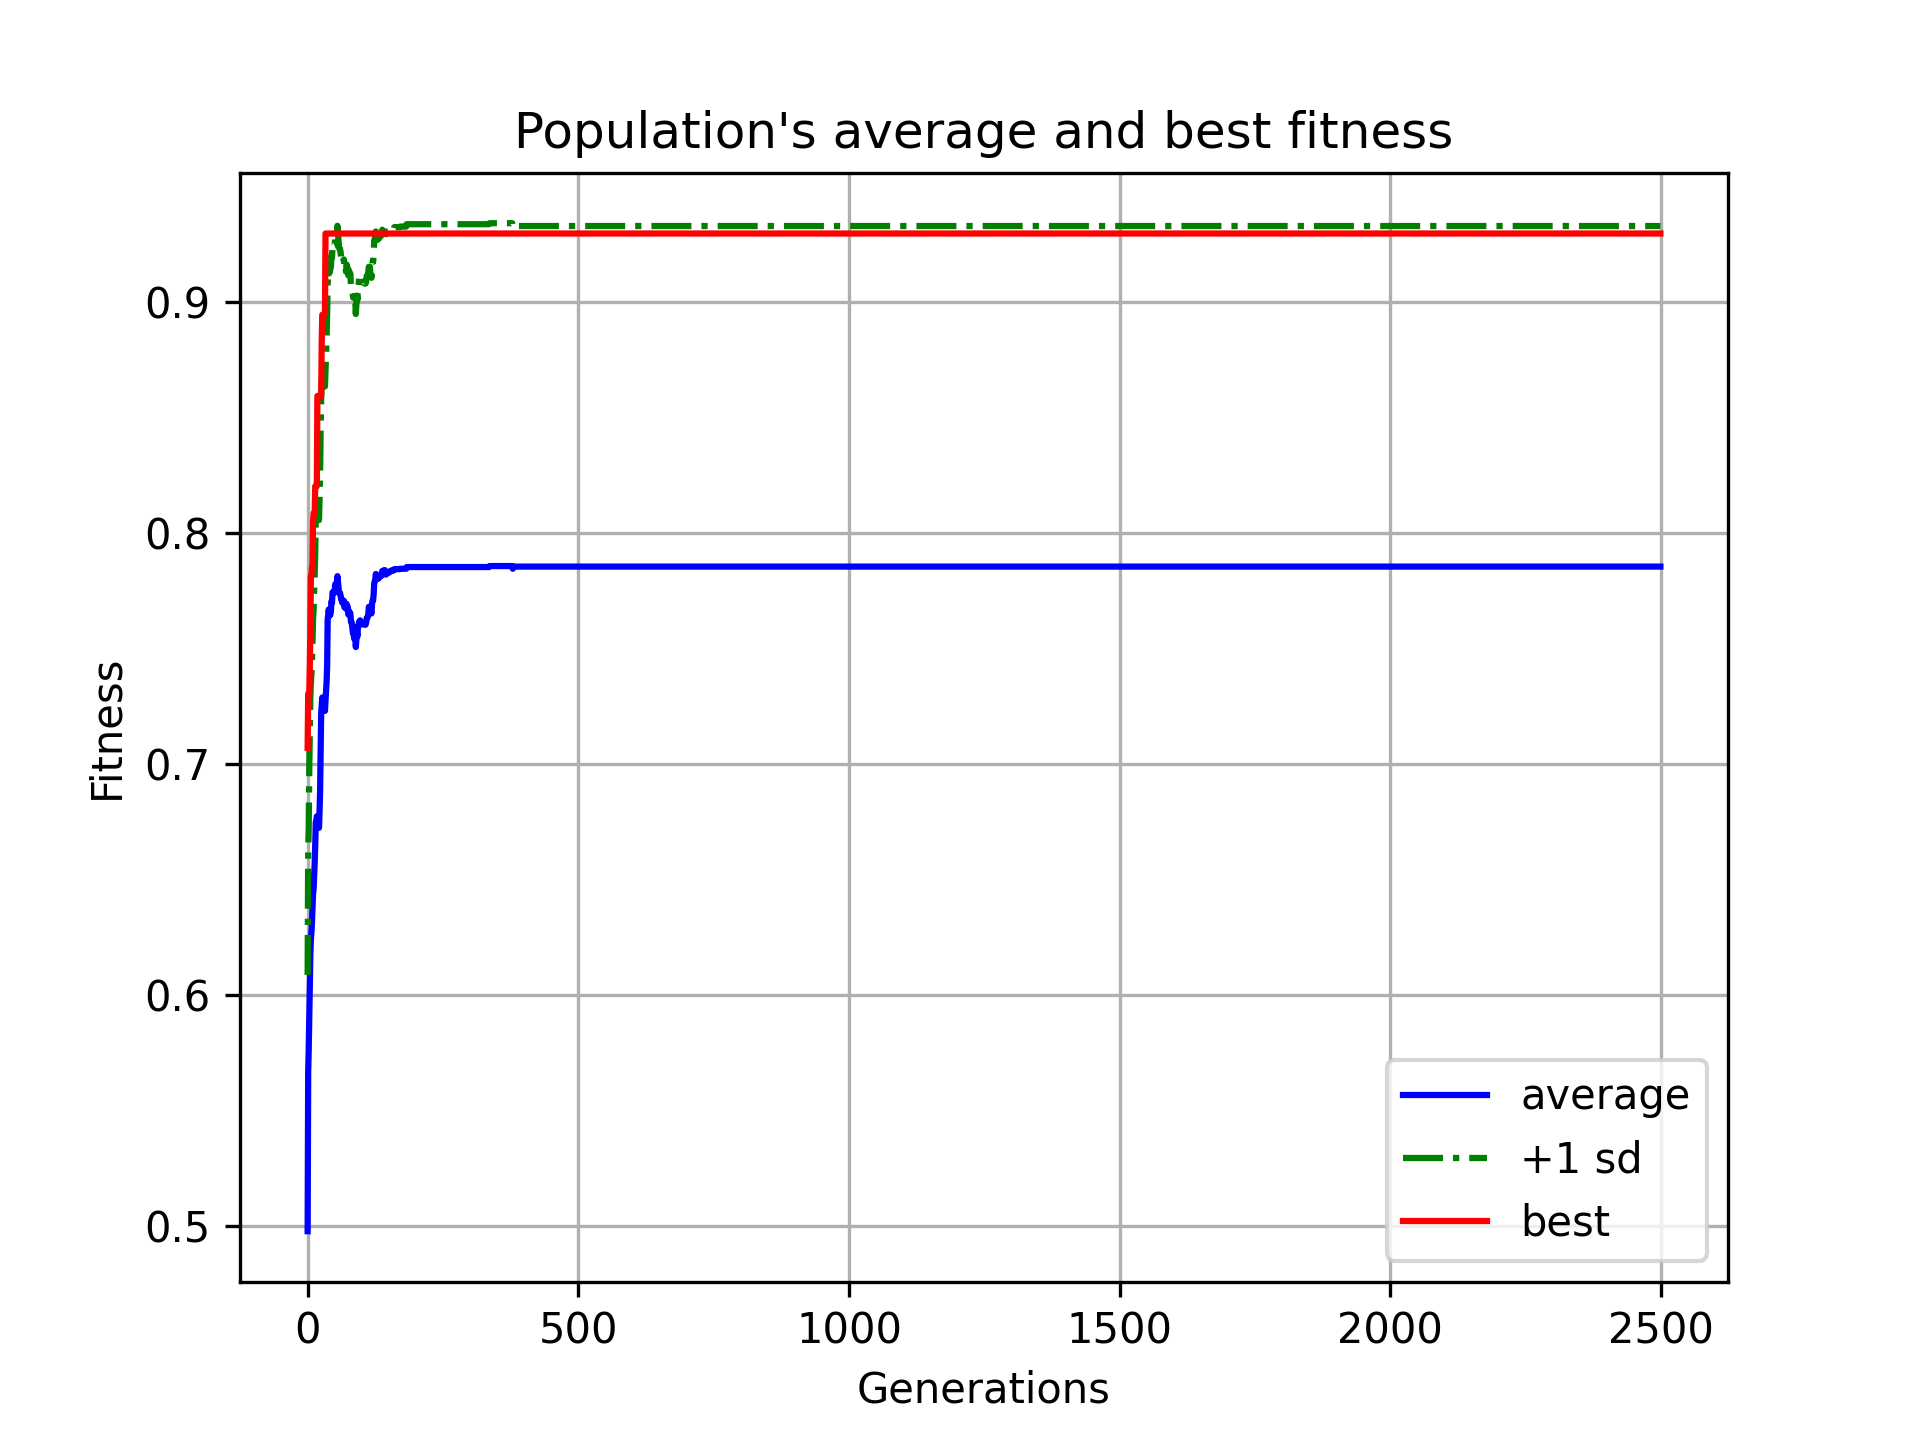 Population's average and best fitness
Fitness
0.9
0.8
0.7
0.6
0.5
0
500
1000
1500
2000
2500
Generations
average
+1 sd
best